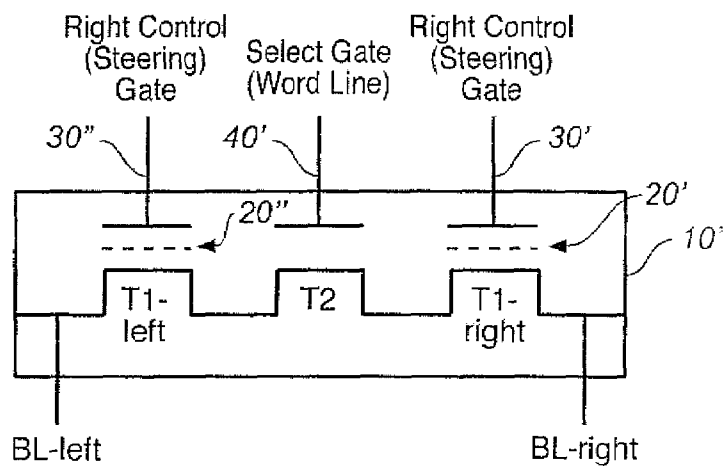 Right Control
(Steering)
Gate
Select Gate
(Word Line)
Right Control
(Steering)
Gate
30"
40'
30'
20"
20'
10'
T1-
left
T2
T1-
right
BL-left
BL-right